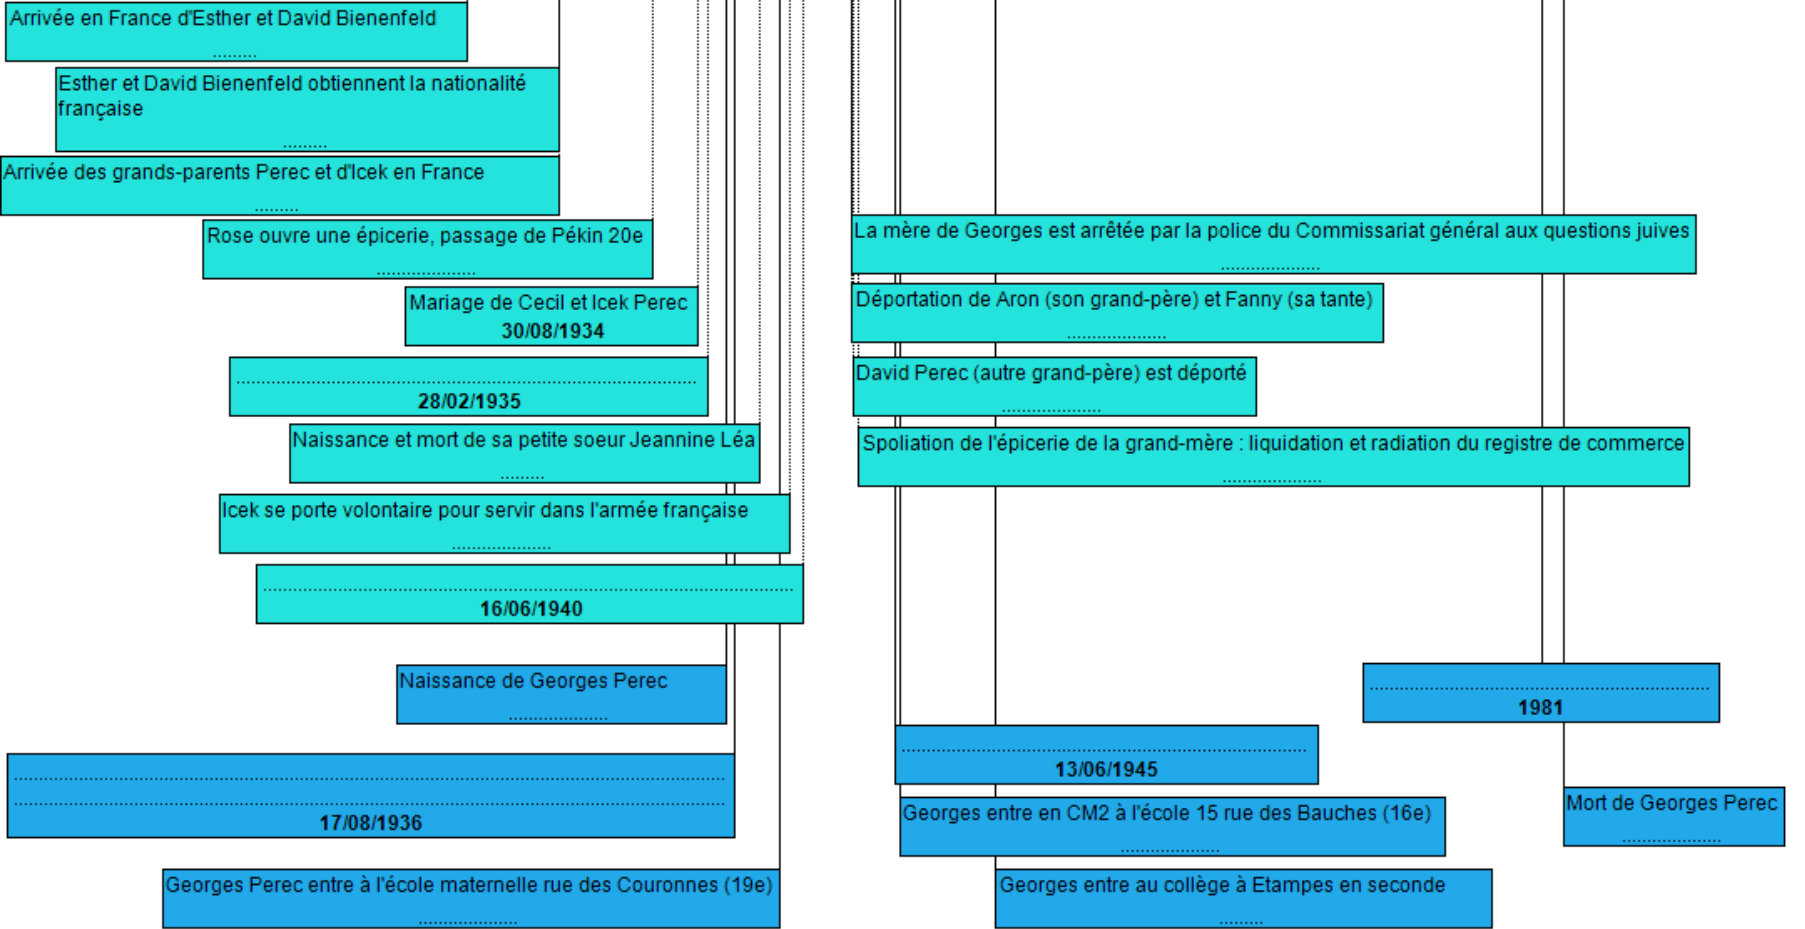 Arrivée en France d'Esther et David Bienenfeld
.........
Esther et David Bienenfeld obtiennent la nationalité
française
.........
Arrivée des grands-parents Perec et d'Icek en France
.........
Rose ouvre une épicerie, passage de Pékin 20e
....................
Mariage de Cecil et Icek Perec
30/08/1934
....................
28/02/1935
Naissance et mort de sa petite soeur Jeannine Léa
.........
Icek se porte volontaire pour servir dans l'armée française
....................
....................
16/06/1940
Naissance de Georges Perec
....................
....................
....................
17/08/1936
Georges Perec entre à l'école maternelle rue des Couronnes (19e)
....................
La mère de Georges est arrêtée par la police du Commissariat général aux questions juives
....................
Déportation de Aron (son grand-père) et Fanny (sa tante)
....................
David Perec (autre grand-père) est déporté
....................
Spoliation de l'épicerie de la grand-mère : liquidation et radiation du registre de commerce
....................
....................
1981
....................
13/06/1945
Georges entre en CM2 à l'école 15 rue des Bauches (16e)
....................
Mort de Georges Perec
....................
Georges entre au collège à Etampes en seconde
.........